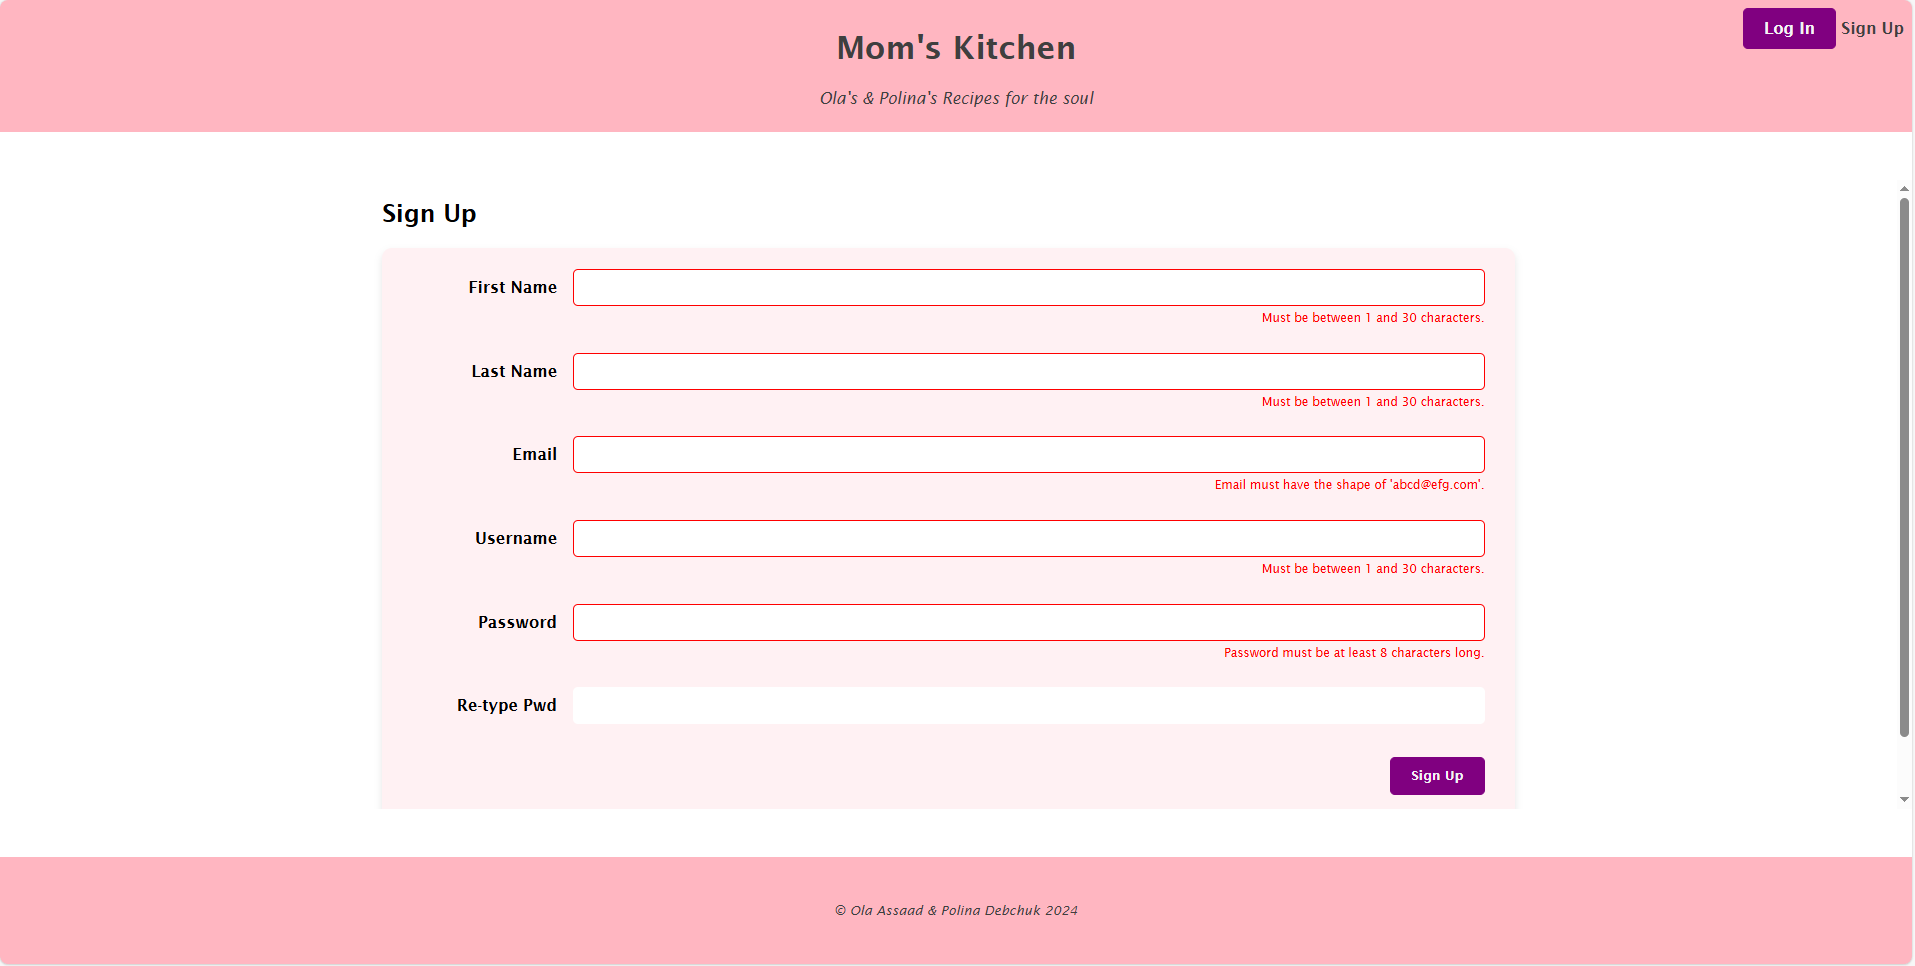 Log In Sign Up
Mom's Kitchen
Ola's & Polina's Recipes for the soul
Sign Up
First Name
Must be between 1 and 30 characters.
Last Name
Must be between 1 and 30 characters.
Email
Email must have the shape of 'abcd@efg.com'.
Username
Must be between 1 and 30 characters.
Password
Password must be at least 8 characters long.
Re-type Pwd
Sign Up
© Ola Assaad & Polina Debchuk 2024